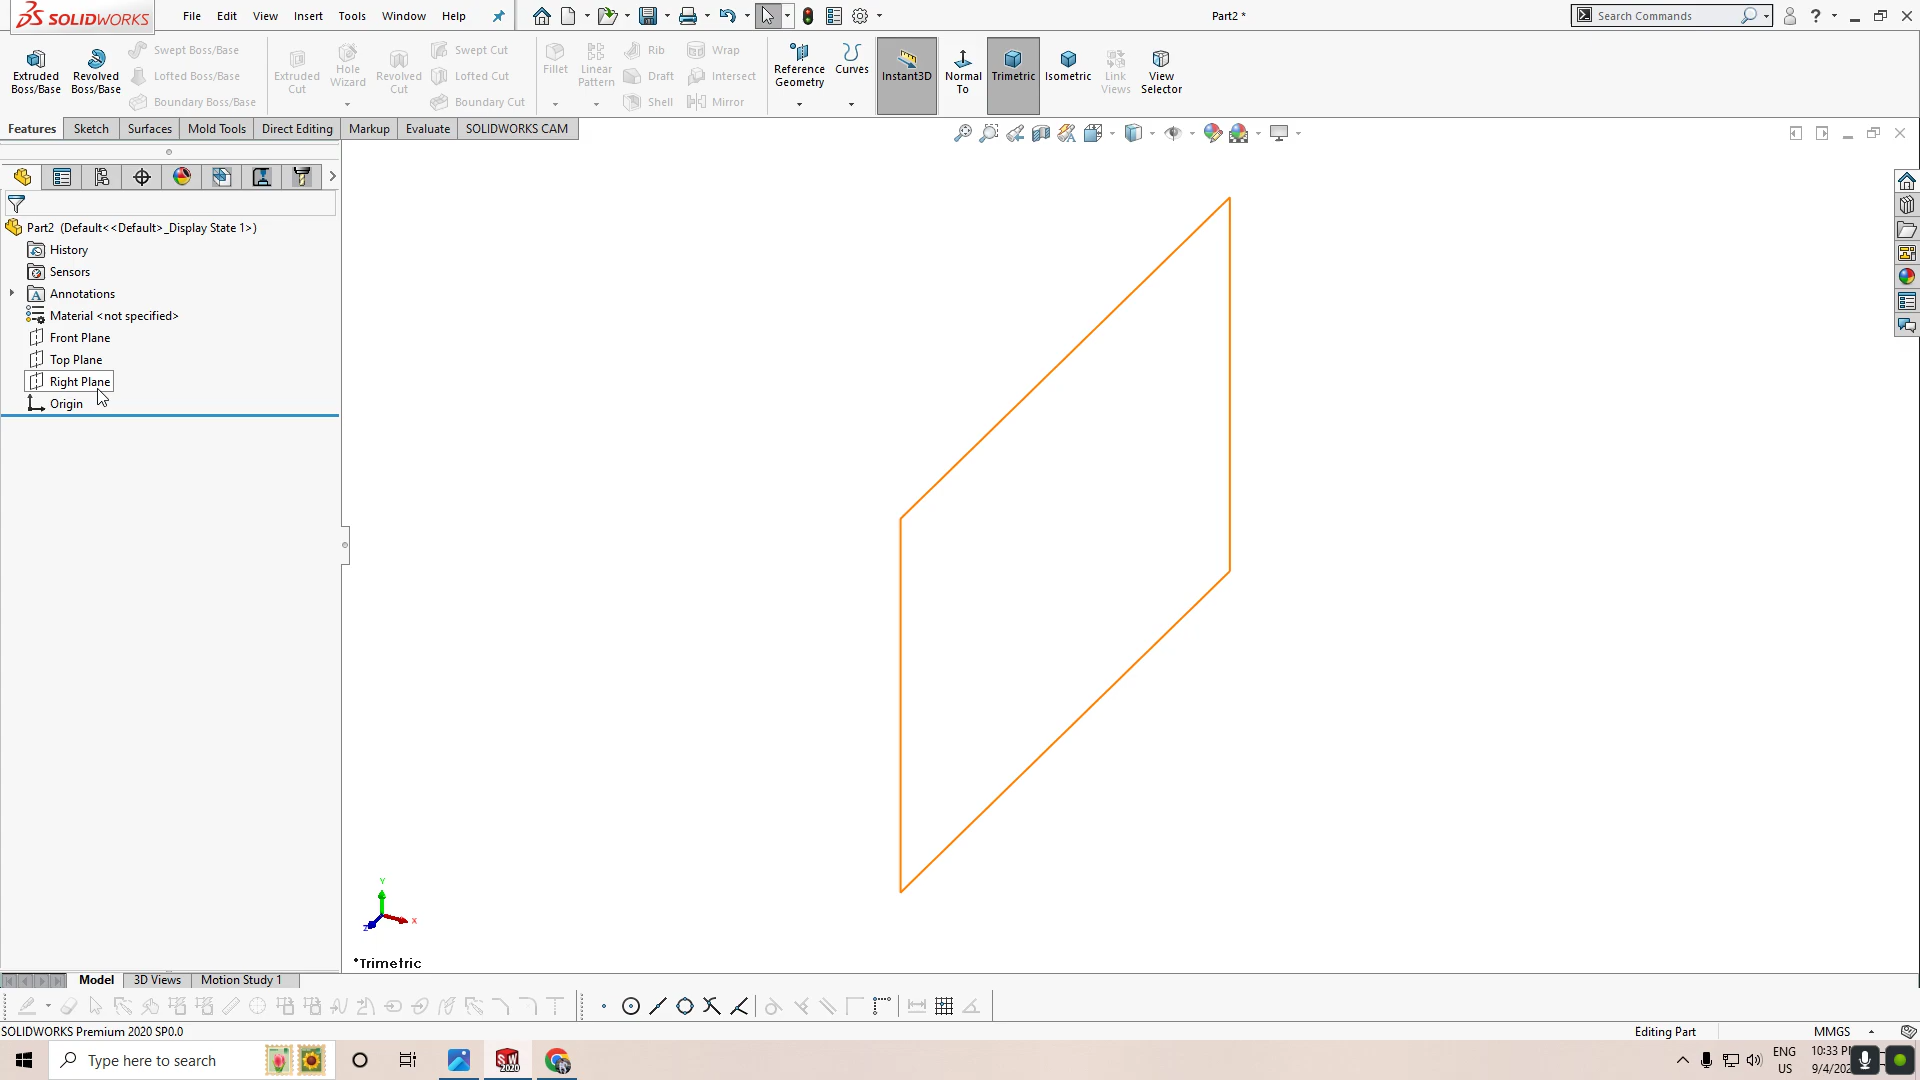 SOLIDWORKS File Edit View Insert Tools Window Help Part2 * Search Commands
Extruded Boss/Base
Revolved Boss/Base
Swept Boss/Base
Lofted Boss/Base
Boundary Boss/Base
Extruded Cut
Hole Wizard
Revolved Cut
Swept Cut
Lofted Cut
Boundary Cut
Fillet
Linear Pattern
Rib
Draft
Shell
Wrap
Intersect
Mirror
Reference Geometry
Curves
Instant3D
Normal To
Trimetric
Isometric
Link Views
View Selector
Features Sketch Surfaces Mold Tools Direct Editing Markup Evaluate SOLIDWORKS CAM
Part2 (Default<<Default>_Display State 1>)
History
Sensors
Annotations
Material <not specified>
Front Plane
Top Plane
Right Plane
Origin
Y
X
Z
*Trimetric
Model 3D Views Motion Study 1
SOLIDWORKS Premium 2020 SP0.0 Editing Part MMGS
Type here to search
ENG
US
10:33